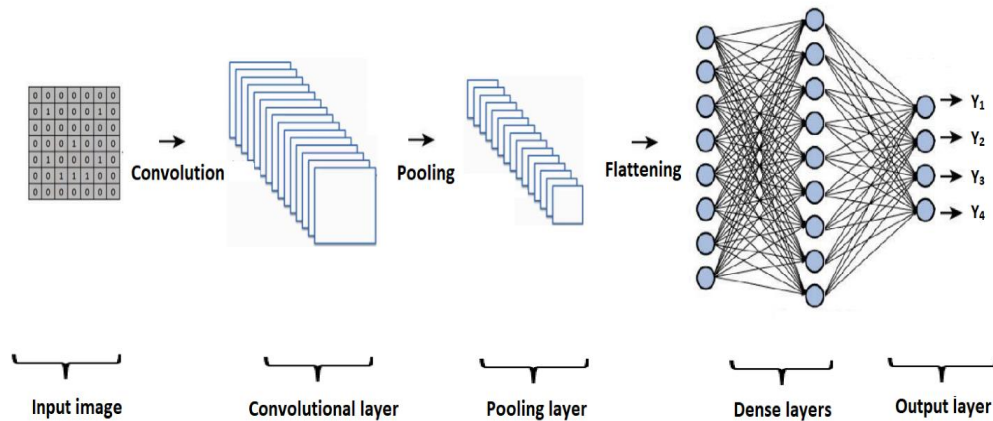 0 0 0 0 0 0 0
0 1 0 0 0 1 0
0 0 0 0 0 0 0
0 0 0 1 0 0 0
0 1 0 0 0 1 0
0 0 1 1 1 0 0
0 0 0 0 0 0 0
Convolution
Pooling
Flattening
Y1
Y2
Y3
Y4
Input image
Convolutional layer
Pooling layer
Dense layers
Output layer